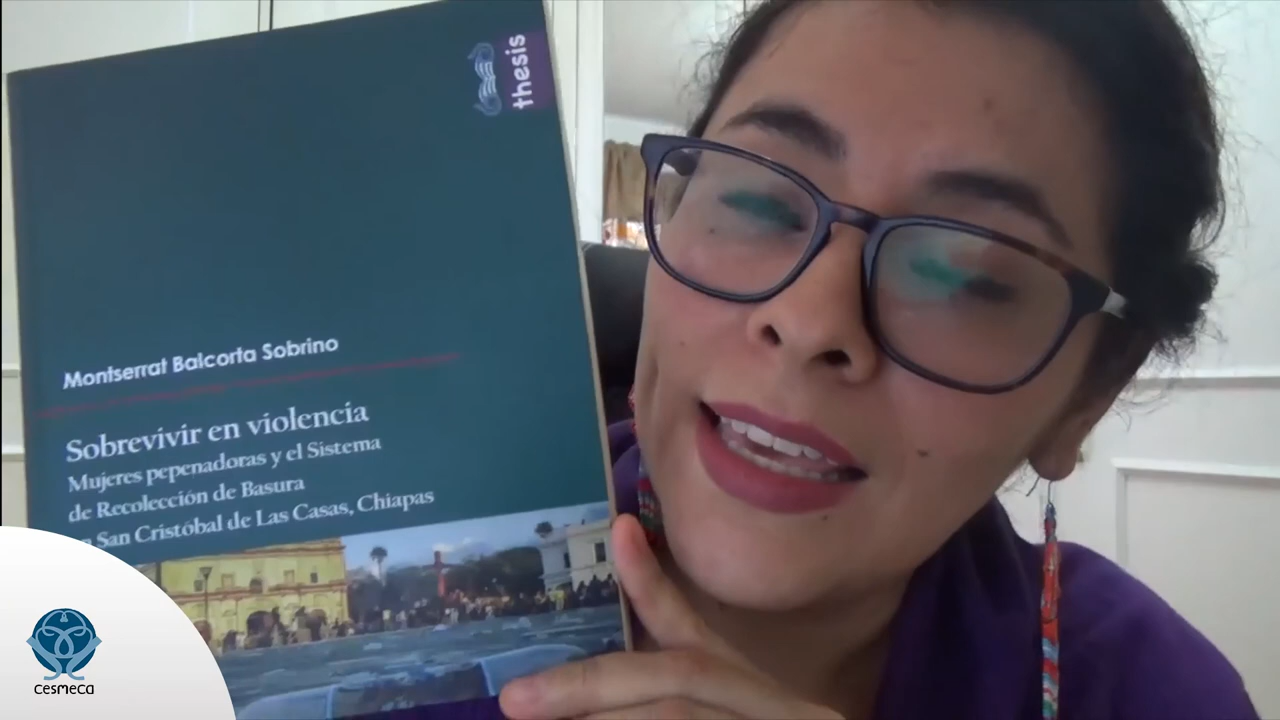 thesis
Montserrat Balcorta Sobrino
Sobrevivir en violencia
Mujeres pepenadoras y el Sistema
de Recolección de Basura
San Cristóbal de Las Casas, Chiapas
cesmeca